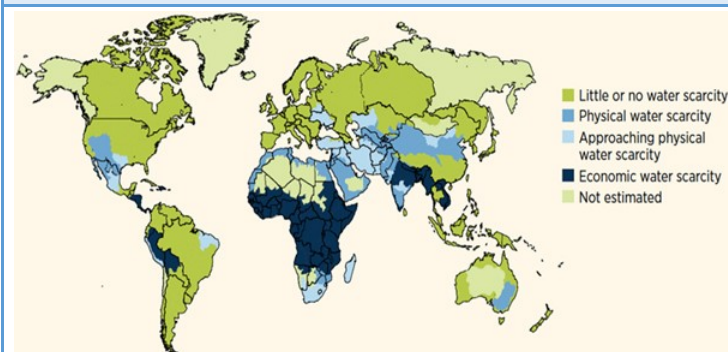 Little or no water scarcity
Physical water scarcity
Approaching physical
water scarcity
Economic water scarcity
Not estimated